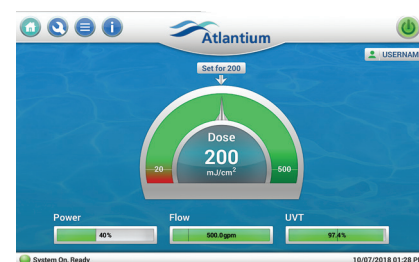 Atlantium
USERNAM
Set for 200
Dose
200
mJ/cm²
-20
-500
Power
Flow
UVT
40%
500.0gpm
97.4%
System On. Ready
10/07/2018 01:28 P